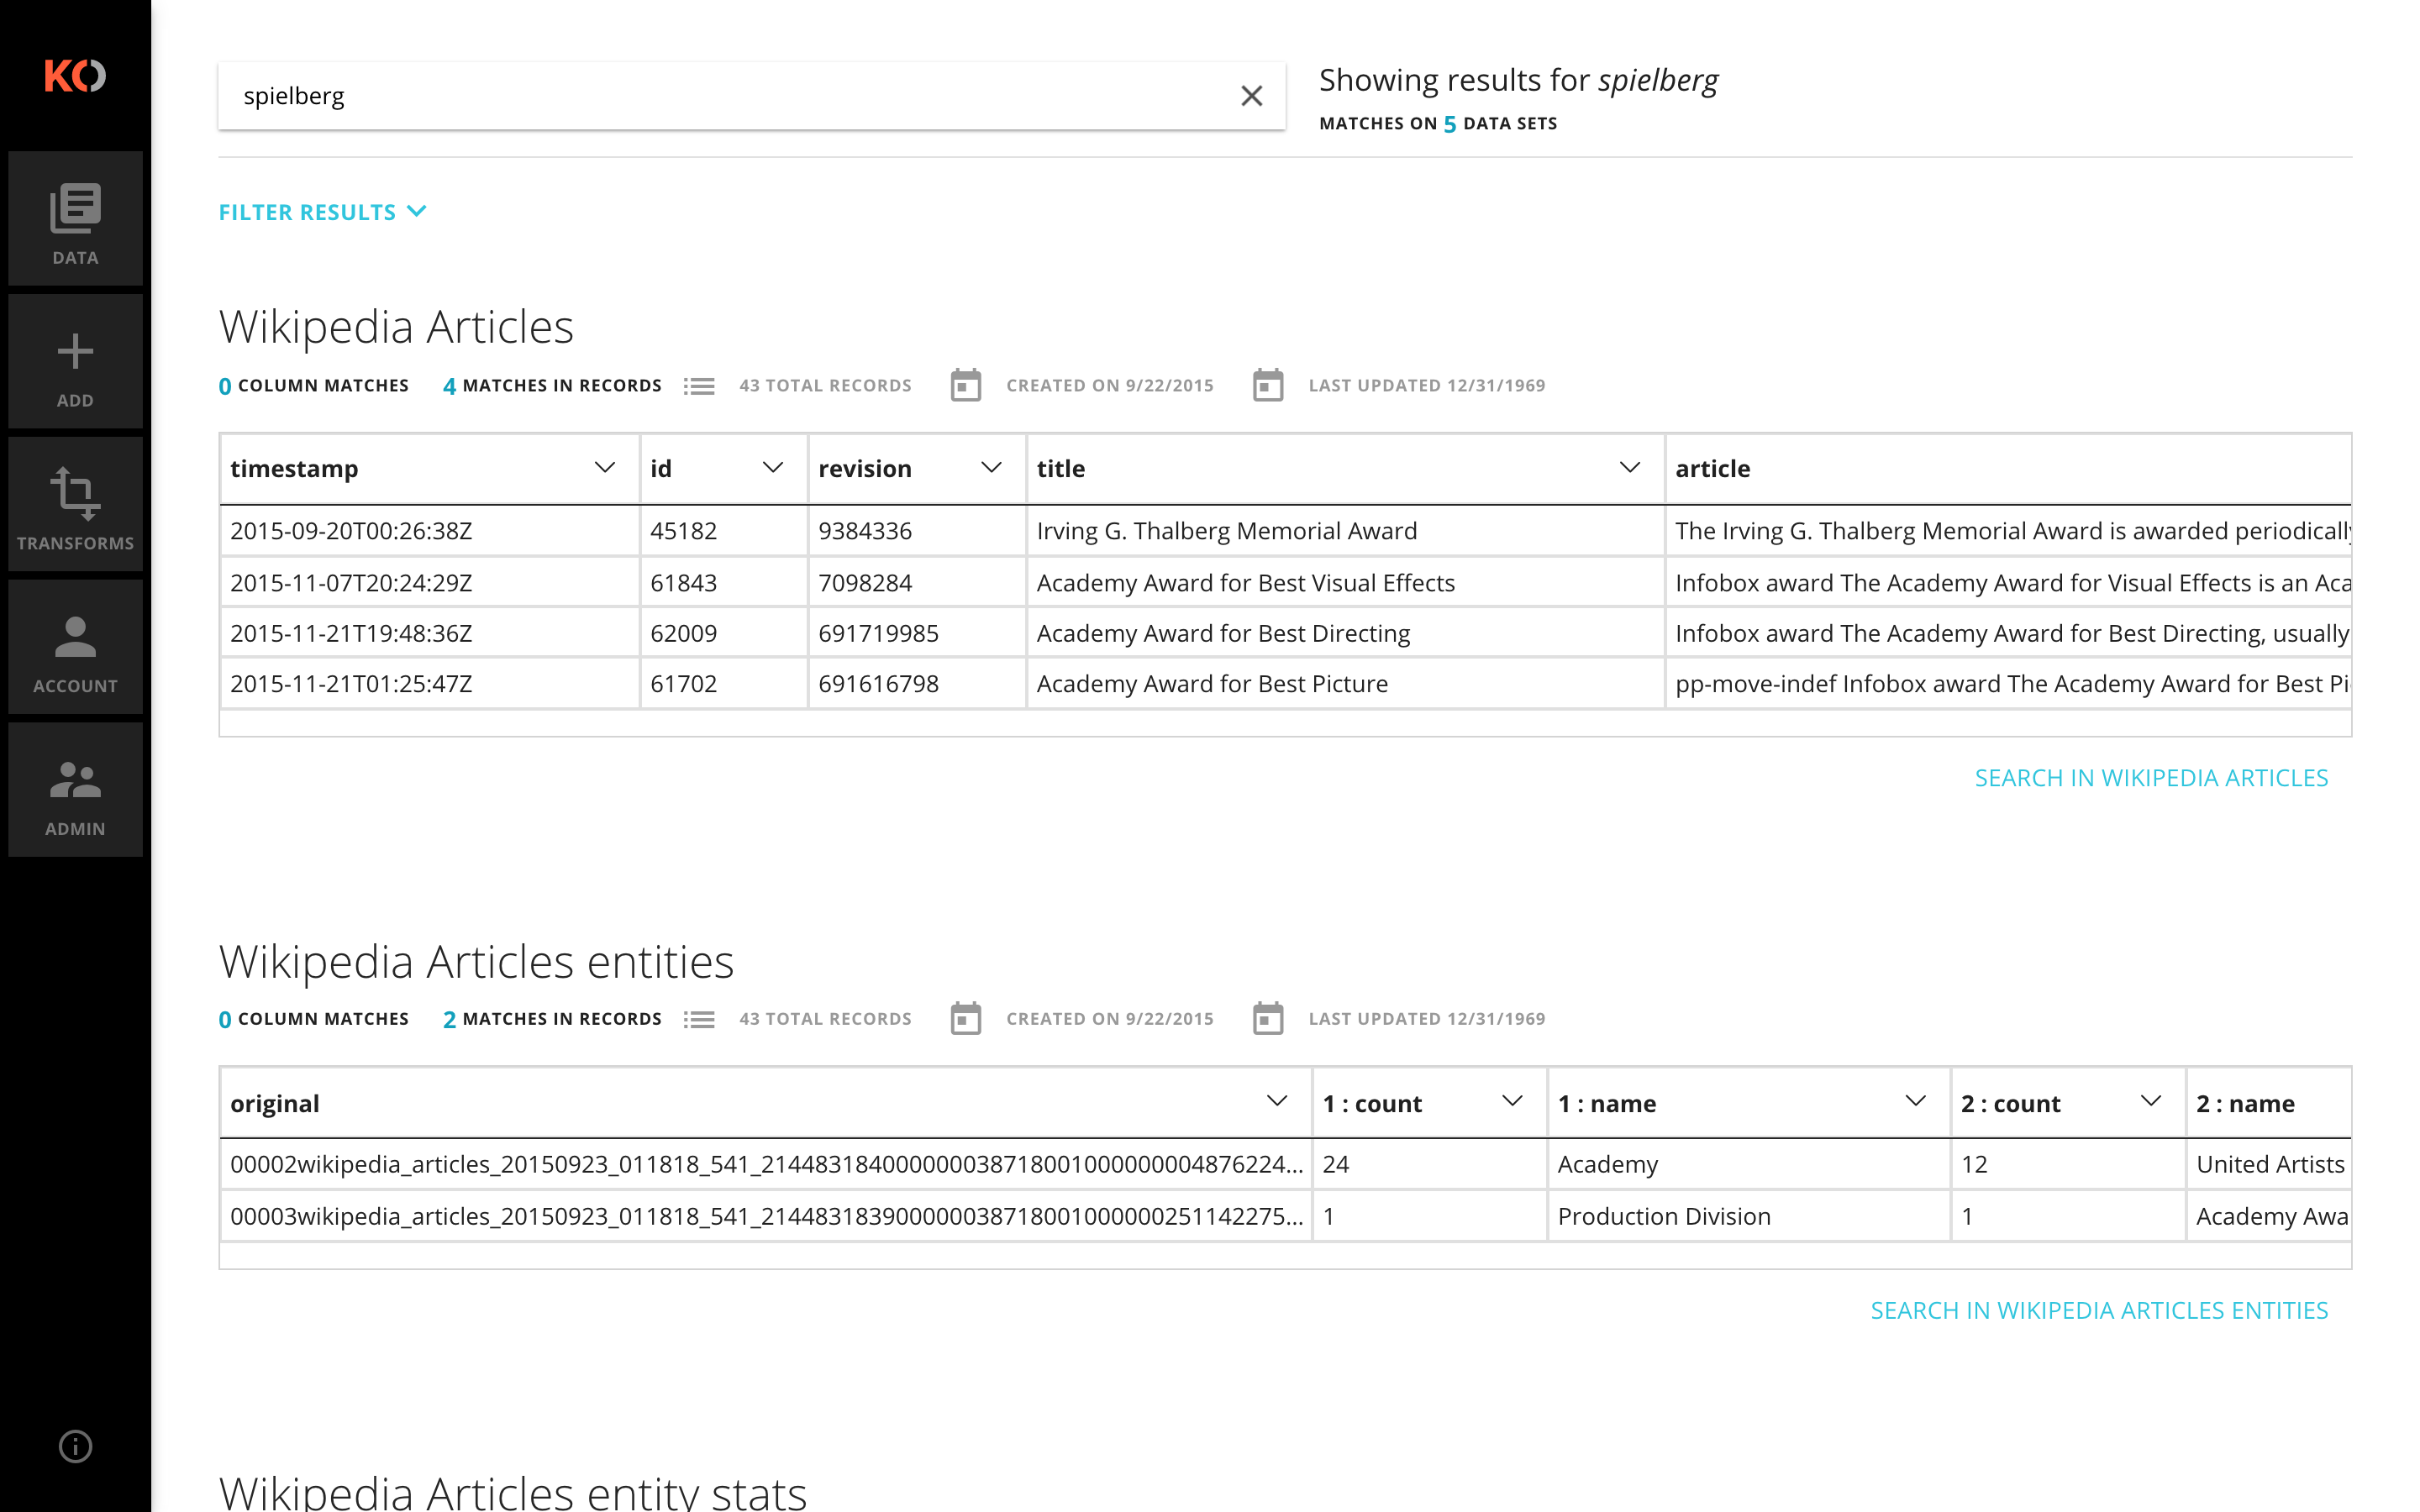 KO
DATA
ADD
TRANSFORMS
ACCOUNT
ADMIN
spielberg
Showing results for spielberg
MATCHES ON 5 DATA SETS
FILTER RESULTS
Wikipedia Articles
0 COLUMN MATCHES 4 MATCHES IN RECORDS 43 TOTAL RECORDS CREATED ON 9/22/2015 LAST UPDATED 12/31/1969
timestamp id revision title article
2015-09-20T00:26:38Z 45182 9384336 Irving G. Thalberg Memorial Award The Irving G. Thalberg Memorial Award is awarded periodically
2015-11-07T20:24:29Z 61843 7098284 Academy Award for Best Visual Effects Infobox award The Academy Award for Visual Effects is an Aca
2015-11-21T19:48:36Z 62009 691719985 Academy Award for Best Directing Infobox award The Academy Award for Best Directing, usually
2015-11-21T01:25:47Z 61702 691616798 Academy Award for Best Picture pp-move-indef Infobox award The Academy Award for Best Pi
SEARCH IN WIKIPEDIA ARTICLES
Wikipedia Articles entities
0 COLUMN MATCHES 2 MATCHES IN RECORDS 43 TOTAL RECORDS CREATED ON 9/22/2015 LAST UPDATED 12/31/1969
original 1 : count 1 : name 2 : count 2 : name
00002wikipedia_articles_20150923_011818_541_214483184000000038718001000000004876224... 24 Academy 12 United Artists
00003wikipedia_articles_20150923_011818_541_2144831839000000387180010000000251142275... 1 Production Division 1 Academy Awa
SEARCH IN WIKIPEDIA ARTICLES ENTITIES
Wikipedia Articles entity stats